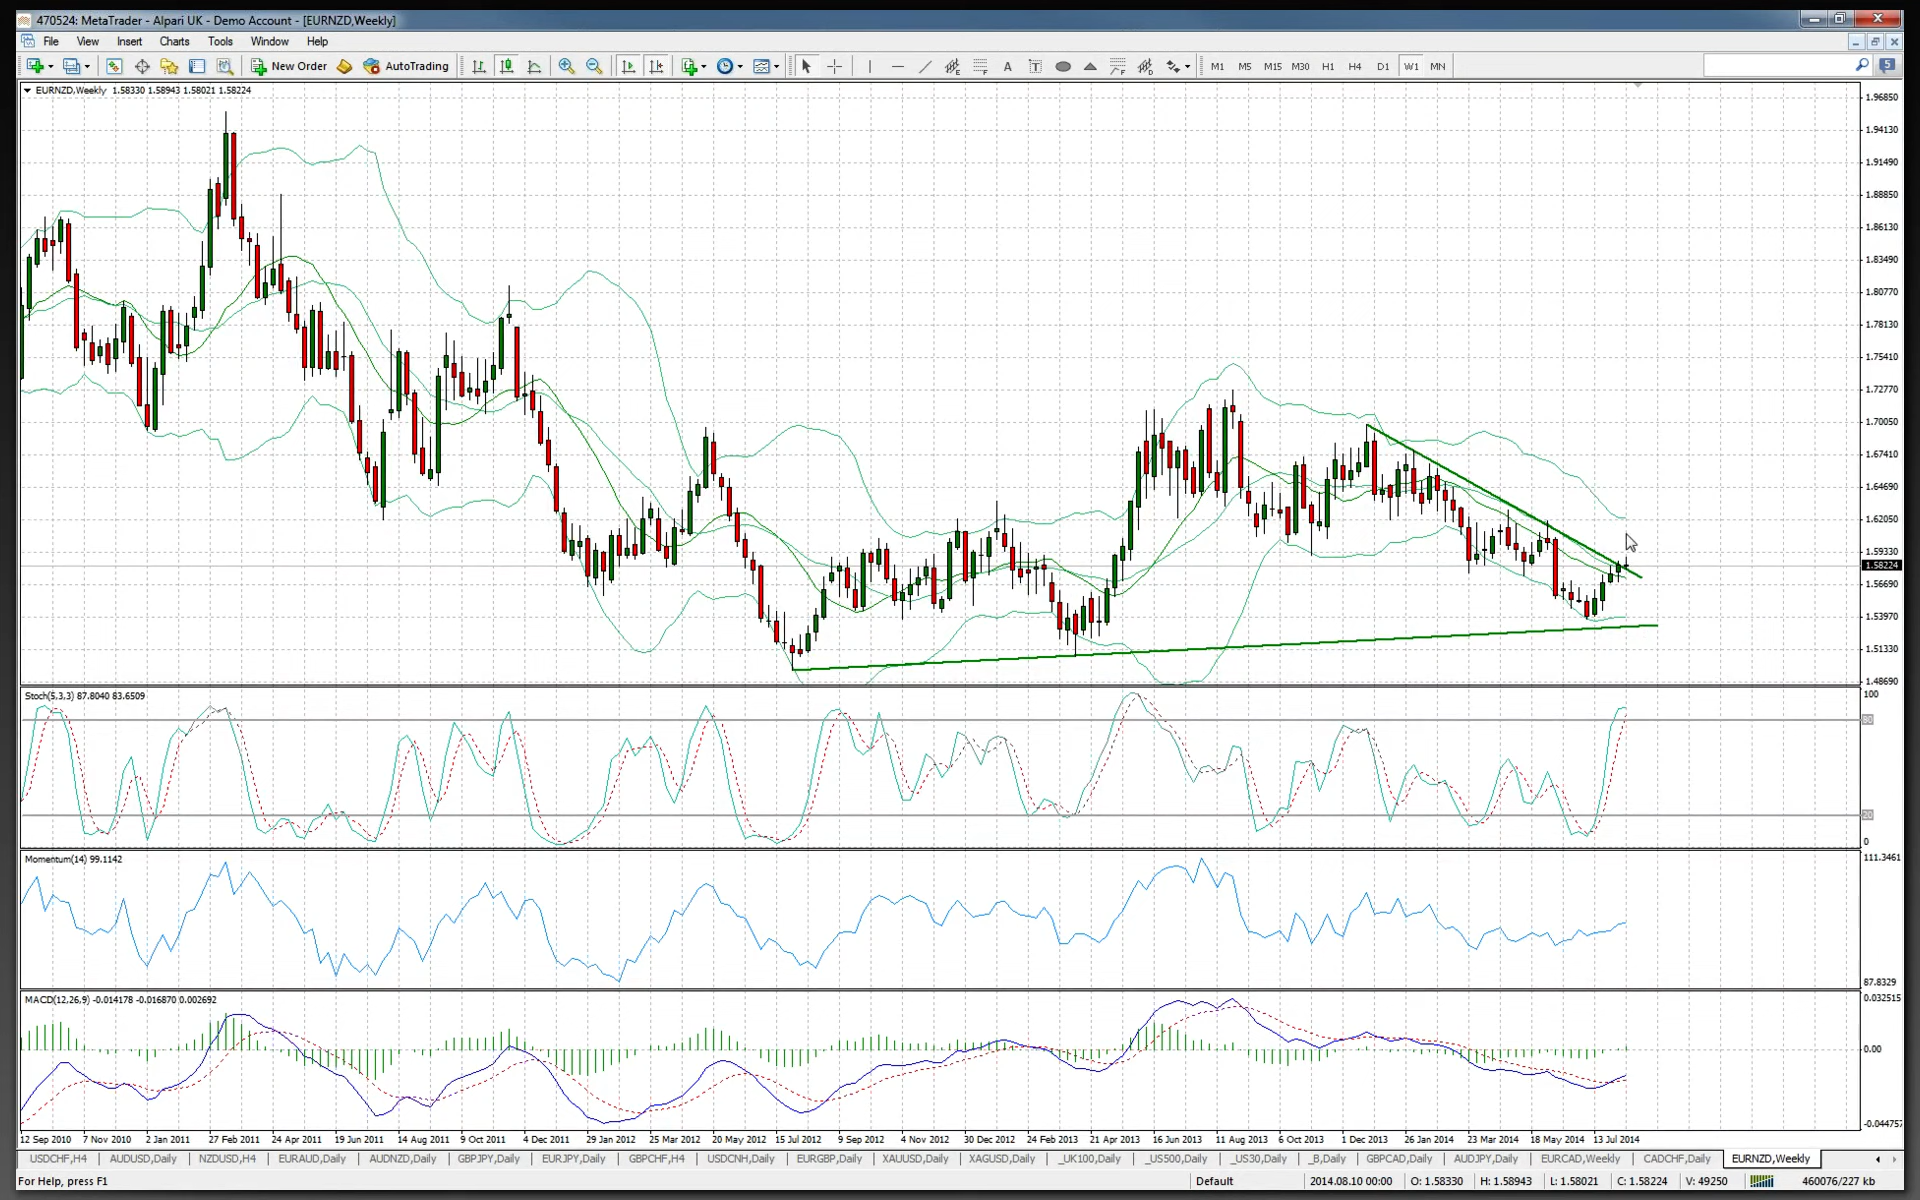 470524: MetaTrader - Alpari UK - Demo Account - [EURNZD,Weekly]
File View Insert Charts Tools Window Help
New Order AutoTrading A T M1 M5 M15 M30 H1 H4 D1 W1 MN 5
EURNZD,Weekly 1.58330 1.58943 1.58021 1.58224
1.96850
1.94130
1.91490
1.88850
1.86130
1.83490
1.80770
1.78130
1.75410
1.72770
1.70050
1.67410
1.64690
1.62050
1.59330
1.58224
1.56690
1.53970
1.51330
1.48690
Stoch(5,3,3) 87.8040 83.6509
100
80
20
0
Momentum(14) 99.1142
111.3461
87.8329
MACD(12,26,9) -0.014178 -0.016870 0.002692
0.032515
0.00
-0.044757
12 Sep 2010 7 Nov 2010 2 Jan 2011 27 Feb 2011 24 Apr 2011 19 Jun 2011 14 Aug 2011 9 Oct 2011 4 Dec 2011 29 Jan 2012 25 Mar 2012 20 May 2012 15 Jul 2012 9 Sep 2012 4 Nov 2012 30 Dec 2012 24 Feb 2013 21 Apr 2013 16 Jun 2013 11 Aug 2013 6 Oct 2013 1 Dec 2013 26 Jan 2014 23 Mar 2014 18 May 2014 13 Jul 2014
USDCHF,H4 AUDUSD,Daily NZDUSD,H4 EURAUD,Daily AUDNZD,Daily GBPJPY,Daily EURJPY,Daily GBPCHF,H4 USDCNH,Daily EURGBP,Daily XAUUSD,Daily XAGUSD,Daily _UK100,Daily _US500,Daily _US30,Daily _B,Daily GBPCAD,Daily AUDJPY,Daily EURCAD,Weekly CADCHF,Daily EURNZD,Weekly
For Help, press F1 Default 2014.08.10 00:00 O: 1.58330 H: 1.58943 L: 1.58021 C: 1.58224 V: 49250 460076/227 kb